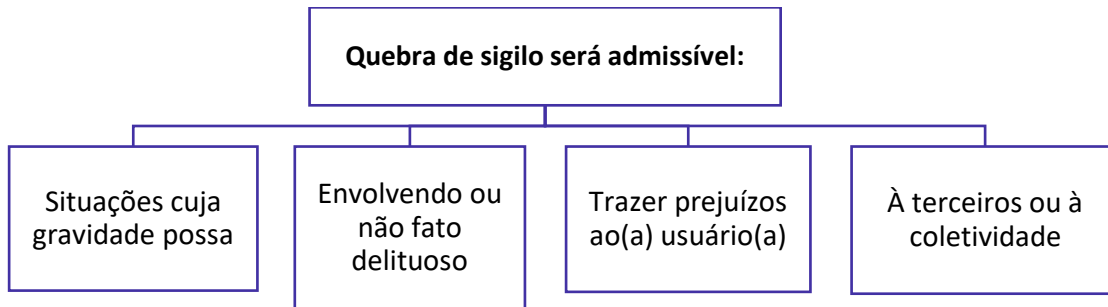 Quebra de sigilo será admissível:
Situações cuja
gravidade possa
Envolvendo ou
não fato
delituoso
Trazer prejuízos
ao(a) usuário(a)
À terceiros ou à
coletividade